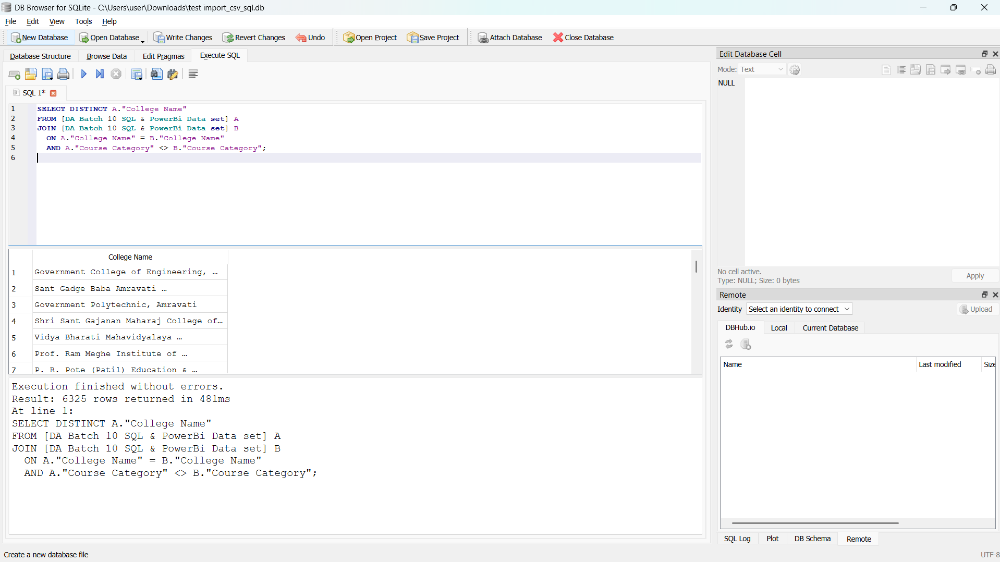 DB Browser for SQLite - C:\Users\user\Downloads\test import_csv_sql.db
File Edit View Tools Help
New Database Open Database Write Changes Revert Changes Undo Open Project Save Project Attach Database Close Database
Database Structure Browse Data Edit Pragmas Execute SQL
SQL 1*
1 SELECT DISTINCT A."College Name"
2 FROM [DA Batch 10 SQL & PowerBi Data set] A
3 JOIN [DA Batch 10 SQL & PowerBi Data set] B
4 ON A."College Name" = B."College Name"
5 AND A."Course Category" <> B."Course Category";
6
College Name
1 Government College of Engineering, …
2 Sant Gadge Baba Amravati …
3 Government Polytechnic, Amravati
4 Shri Sant Gajanan Maharaj College of…
5 Vidya Bharati Mahavidyalaya …
6 Prof. Ram Meghe Institute of …
7 P. R. Pote (Patil) Education & …
Execution finished without errors.
Result: 6325 rows returned in 481ms
At line 1:
SELECT DISTINCT A."College Name"
FROM [DA Batch 10 SQL & PowerBi Data set] A
JOIN [DA Batch 10 SQL & PowerBi Data set] B
ON A."College Name" = B."College Name"
AND A."Course Category" <> B."Course Category";
Edit Database Cell
Mode: Text
NULL
No cell active.
Type: NULL; Size: 0 bytes
Apply
Remote
Identity Select an identity to connect Upload
DBHub.io Local Current Database
Name Last modified Size
SQL Log Plot DB Schema Remote
Create a new database file
UTF-8